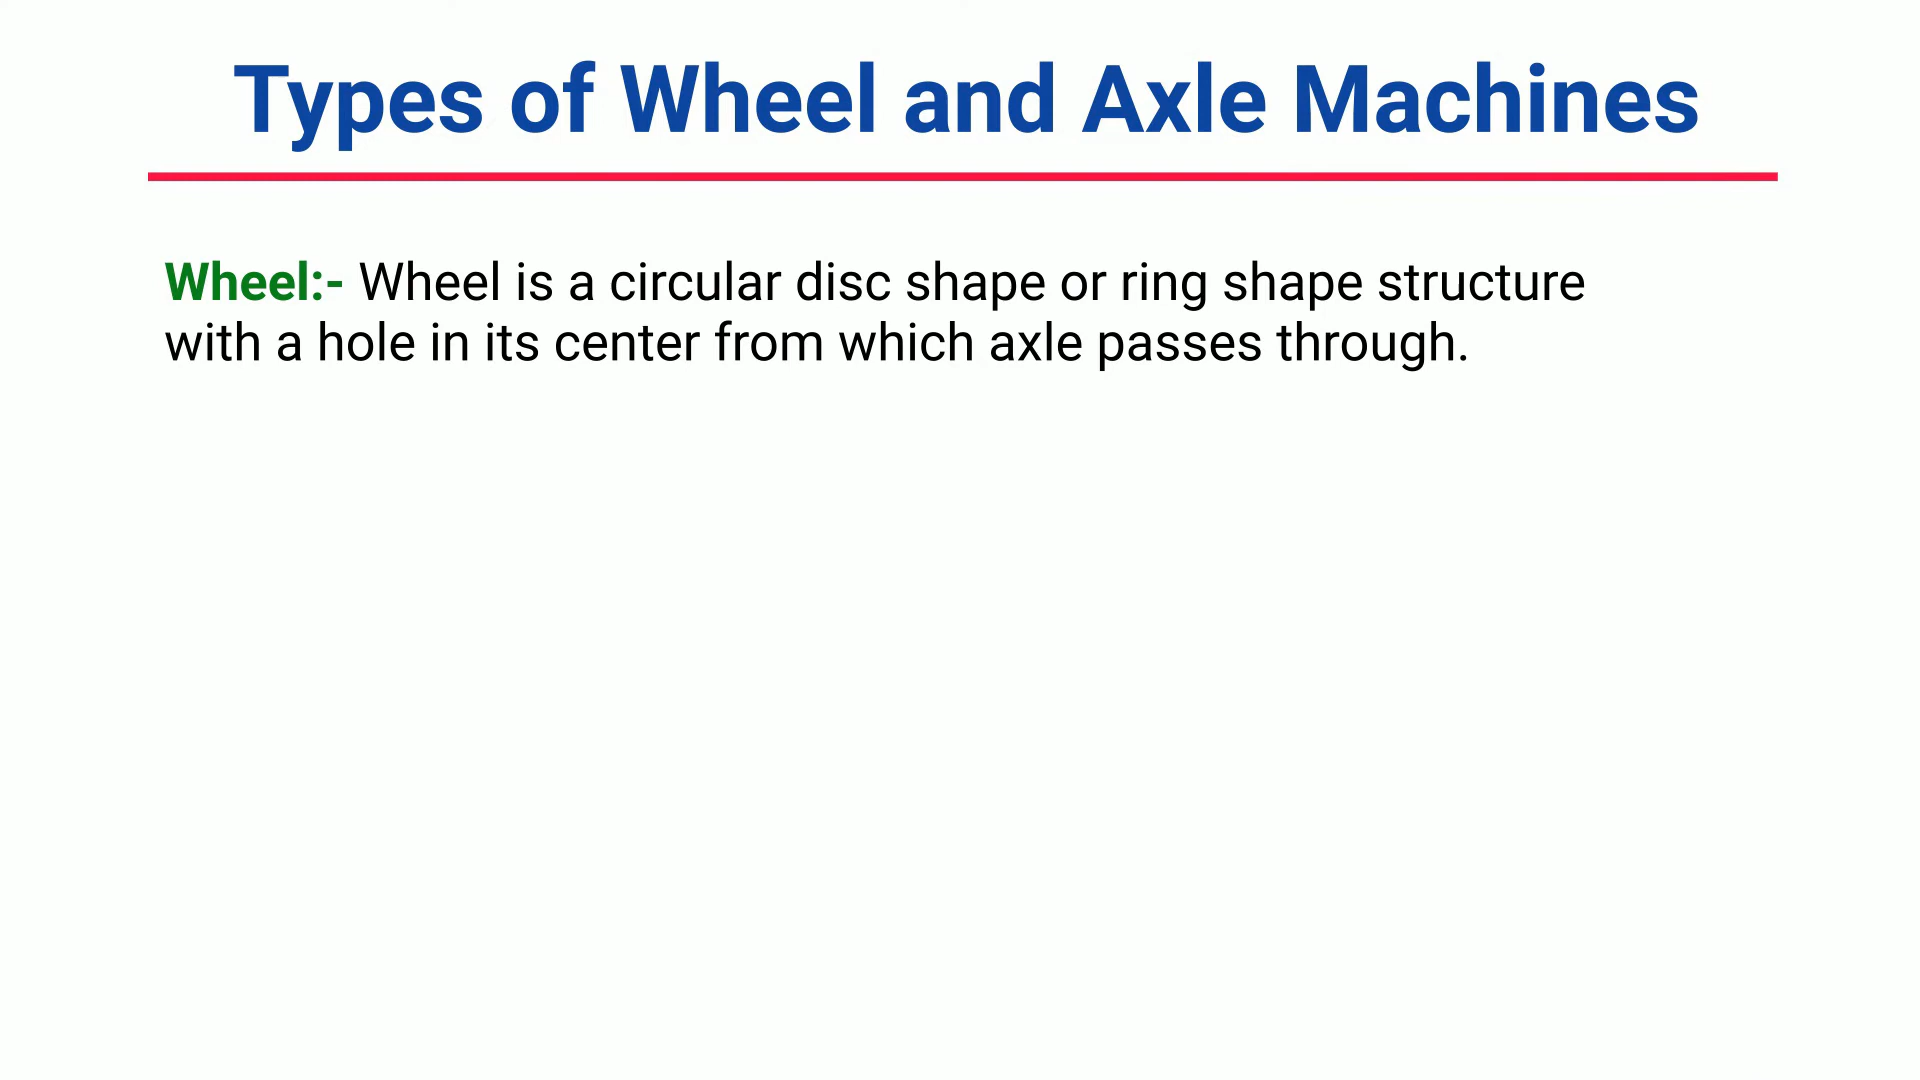 Types of Wheel and Axle Machines
Wheel:- Wheel is a circular disc shape or ring shape structure
with a hole in its center from which axle passes through.